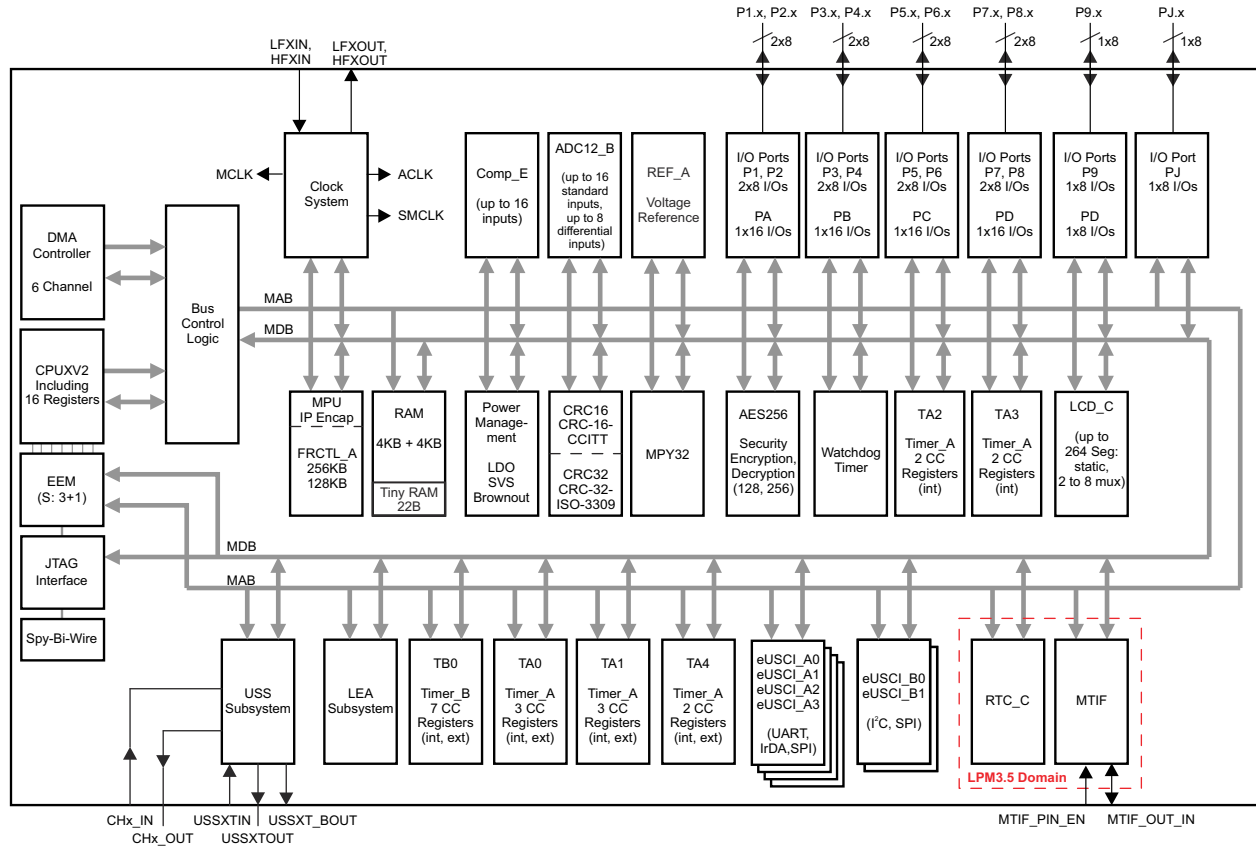 P1.x, P2.x
P3.x, P4.x
P5.x, P6.x
P7.x, P8.x
P9.x
PJ.x
2x8
2x8
2x8
2x8
1x8
1x8
LFXIN,
HFXIN
LFXOUT,
HFXOUT
MCLK
Clock
System
ACLK
SMCLK
Comp_E
(up to 16
inputs)
ADC12_B
(up to 16
standard
inputs,
up to 8
differential
inputs)
REF_A
Voltage
Reference
I/O Ports
P1, P2
2x8 I/Os
PA
1x16 I/Os
I/O Ports
P3, P4
2x8 I/Os
PB
1x16 I/Os
I/O Ports
P5, P6
2x8 I/Os
PC
1x16 I/Os
I/O Ports
P7, P8
2x8 I/Os
PD
1x16 I/Os
I/O Ports
P9
1x8 I/Os
PD
1x8 I/Os
I/O Port
PJ
1x8 I/Os
DMA
Controller
6 Channel
Bus
Control
Logic
MAB
MDB
CPUXV2
Including
16 Registers
EEM
(S: 3+1)
JTAG
Interface
Spy-Bi-Wire
MPU
IP Encap
FRCTL_A
256KB
128KB
RAM
4KB + 4KB
Tiny RAM
22B
Power
Manage-
ment
LDO
SVS
Brownout
CRC16
CRC-16-
CCITT
CRC32
CRC-32-
ISO-3309
MPY32
AES256
Security
Encryption,
Decryption
(128, 256)
Watchdog
Timer
TA2
Timer_A
2 CC
Registers
(int)
TA3
Timer_A
2 CC
Registers
(int)
LCD_C
(up to
264 Seg:
static,
2 to 8 mux)
MDB
MAB
USS
Subsystem
LEA
Subsystem
TB0
Timer_B
7 CC
Registers
(int, ext)
TA0
Timer_A
3 CC
Registers
(int, ext)
TA1
Timer_A
3 CC
Registers
(int, ext)
TA4
Timer_A
2 CC
Registers
(int, ext)
eUSCI_A0
eUSCI_A1
eUSCI_A2
eUSCI_A3
(UART,
IrDA,SPI)
eUSCI_B0
eUSCI_B1
(I²C, SPI)
RTC_C
MTIF
LPM3.5 Domain
CHx_IN
CHx_OUT
USSXTIN
USSXTOUT
USSXT_BOUT
MTIF_PIN_EN
MTIF_OUT_IN